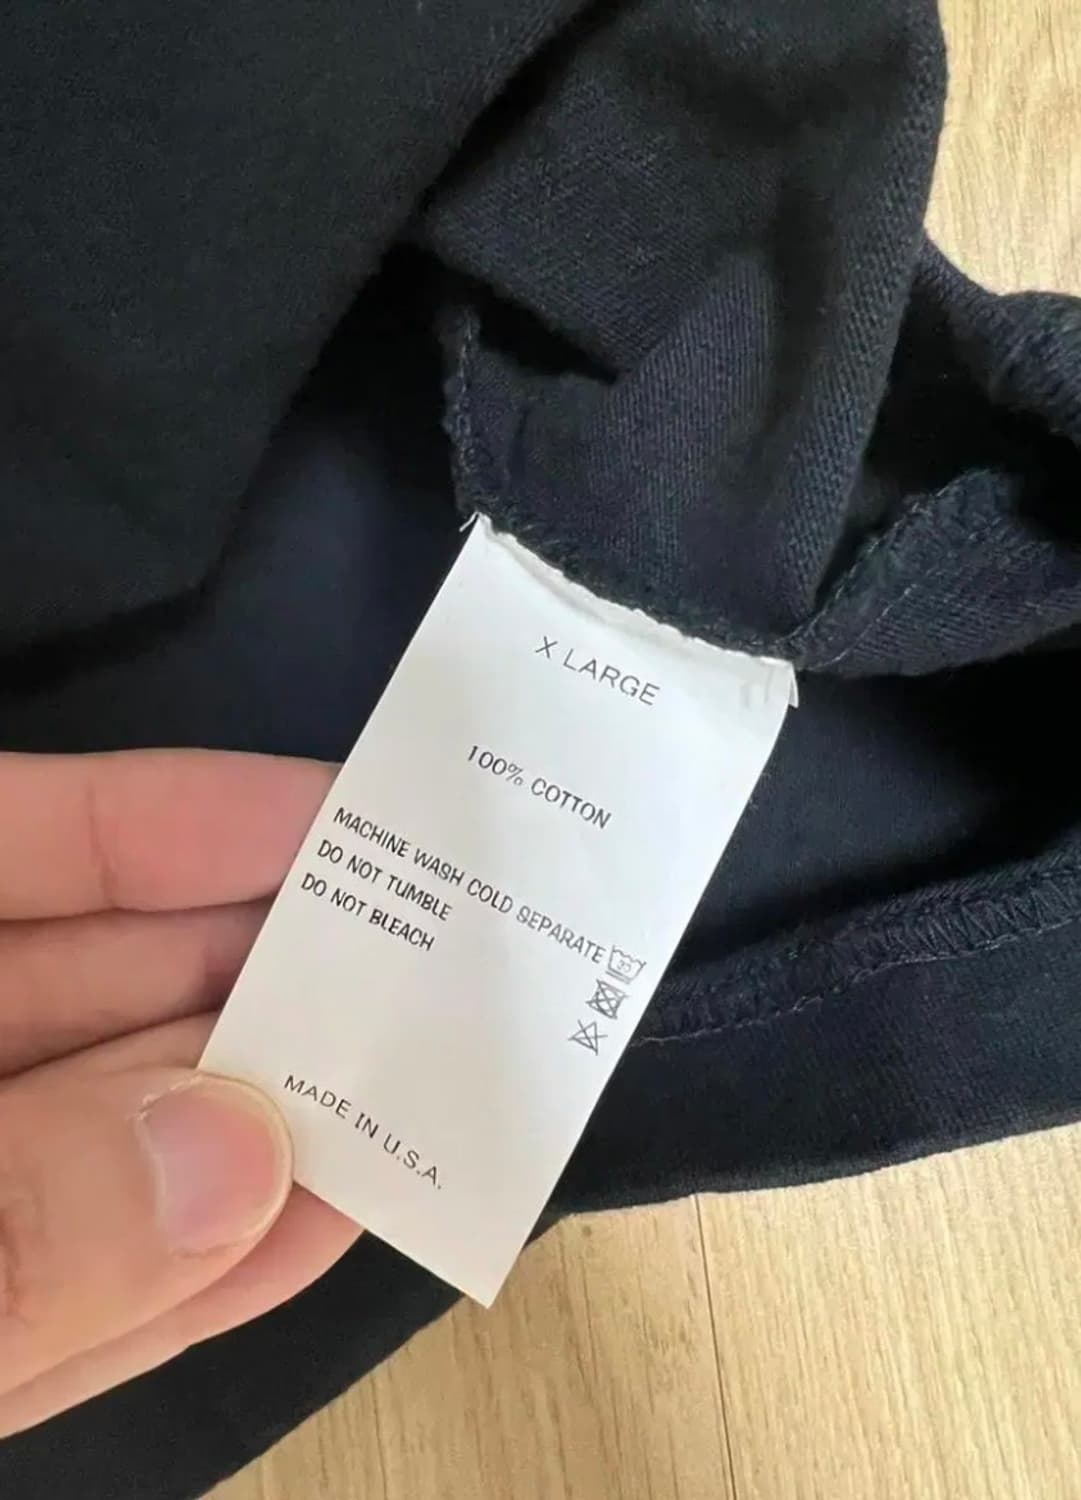 X LARGE
100% COTTON
MACHINE WASH COLD SEPARATE
DO NOT TUMBLE
DO NOT BLEACH
MADE IN U.S.A.